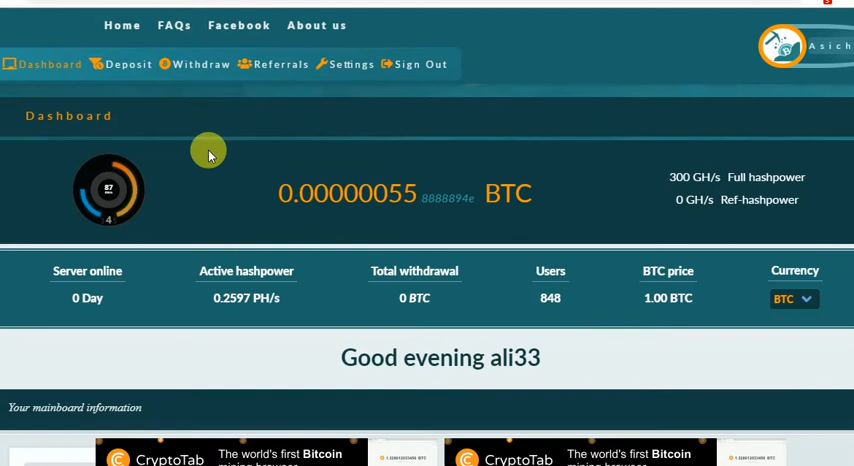 Home FAQs Facebook About us
Asich
Dashboard Deposit Withdraw Referrals Settings Sign Out
Dashboard
87
4
0.00000055 8888894e BTC
300 GH/s Full hashpower
0 GH/s Ref-hashpower
Server online Active hashpower Total withdrawal Users BTC price Currency
0 Day 0.2597 PH/s 0 BTC 848 1.00 BTC BTC
Good evening ali33
Your mainboard information
CryptoTab The world's first Bitcoin CryptoTab The world's first Bitcoin